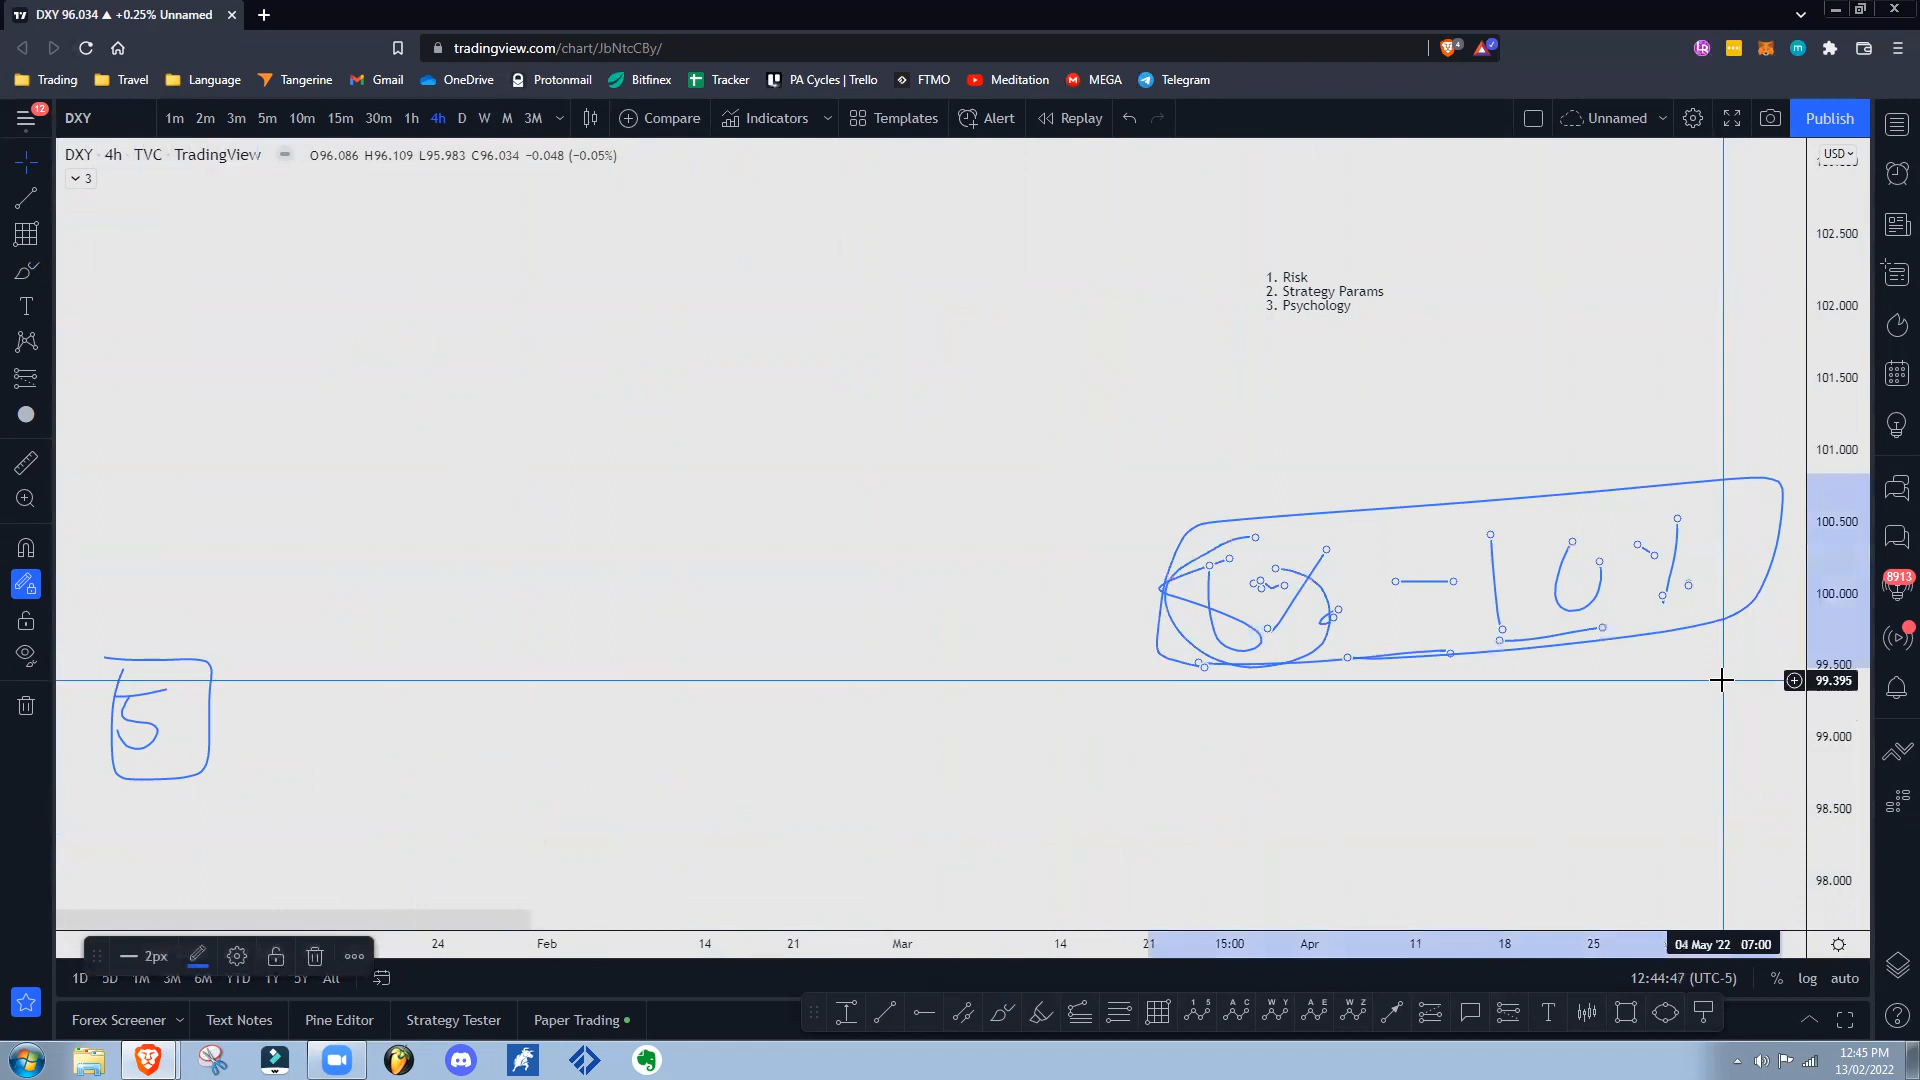 DXY 96.034 ▲ +0.25% Unnamed
tradingview.com/chart/JbNtcCBy/
4
Trading Travel Language Tangerine Gmail OneDrive Protonmail Bitfinex Tracker PA Cycles | Trello FTMO Meditation MEGA Telegram
12
DXY 1m 2m 3m 5m 10m 15m 30m 1h 4h D W M 3M Compare Indicators Templates Alert Replay Unnamed Publish
DXY · 4h · TVC · TradingView O96.086 H96.109 L95.983 C96.034 −0.048 (−0.05%)
3
USD
102.500
1. Risk
2. Strategy Params
3. Psychology
102.000
101.500
101.000
100.500
100.000
8913
99.500
99.395
99.000
98.500
98.000
10%
5
24 Feb 14 21 Mar 14 21 15:00 Apr 11 18 25 04 May '22 07:00
2px
1D 5D 1M 3M 6M YTD 1Y 5Y All
12:44:47 (UTC-5) % log auto
Forex Screener Text Notes Pine Editor Strategy Tester Paper Trading
12:45 PM
13/02/2022